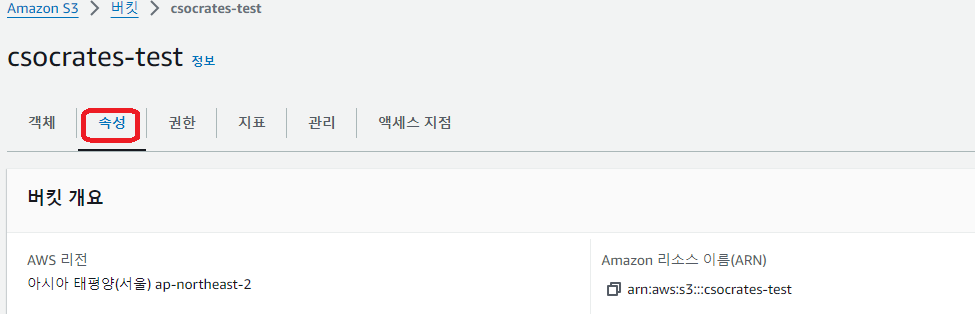 Amazon S3 > 버킷 > csocrates-test
csocrates-test 정보
객체 속성 권한 지표 관리 액세스 지점
버킷 개요
AWS 리전
아시아 태평양(서울) ap-northeast-2
Amazon 리소스 이름(ARN)
arn:aws:s3:::csocrates-test